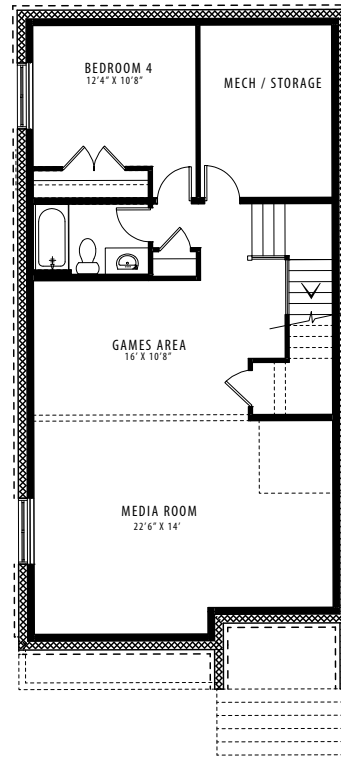 BEDROOM 4
12'4" X 10'8"
MECH / STORAGE
GAMES AREA
16' X 10'8"
MEDIA ROOM
22'6" X 14'